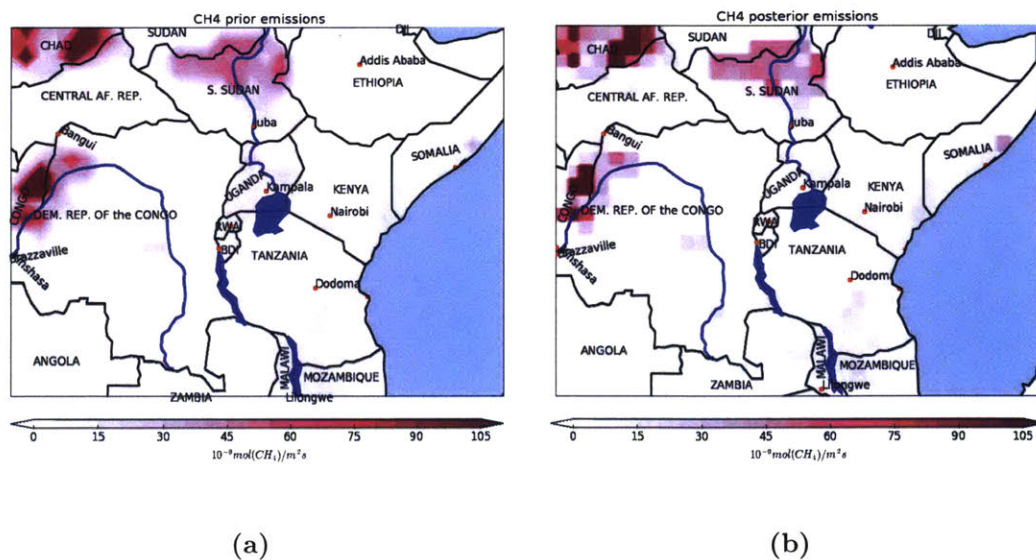 CH4 prior emissions
SUDAN
DJI.
CHAD
Addis Ababa
ETHIOPIA
S. SUDAN
CENTRAL AF. REP.
Juba
Bangui
SOMALIA
UGANDA
Kampala
KENYA
CONGO
DEM. REP. OF the CONGO
Nairobi
RWA
BDI
TANZANIA
Brazzaville
Kinshasa
Dodoma
ANGOLA
MALAWI
MOZAMBIQUE
ZAMBIA
Lilongwe
0 15 30 45 60 75 90 105
10⁻⁹mol(CH₄)/m²s
(a)
CH4 posterior emissions
SUDAN
DJI.
CHAD
Addis Ababa
ETHIOPIA
S. SUDAN
CENTRAL AF. REP.
Juba
Bangui
SOMALIA
UGANDA
Kampala
KENYA
CONGO
DEM. REP. OF the CONGO
Nairobi
RWA
BDI
TANZANIA
Brazzaville
Kinshasa
Dodoma
ANGOLA
MALAWI
MOZAMBIQUE
ZAMBIA
Lilongwe
0 15 30 45 60 75 90 105
10⁻⁹mol(CH₄)/m²s
(b)